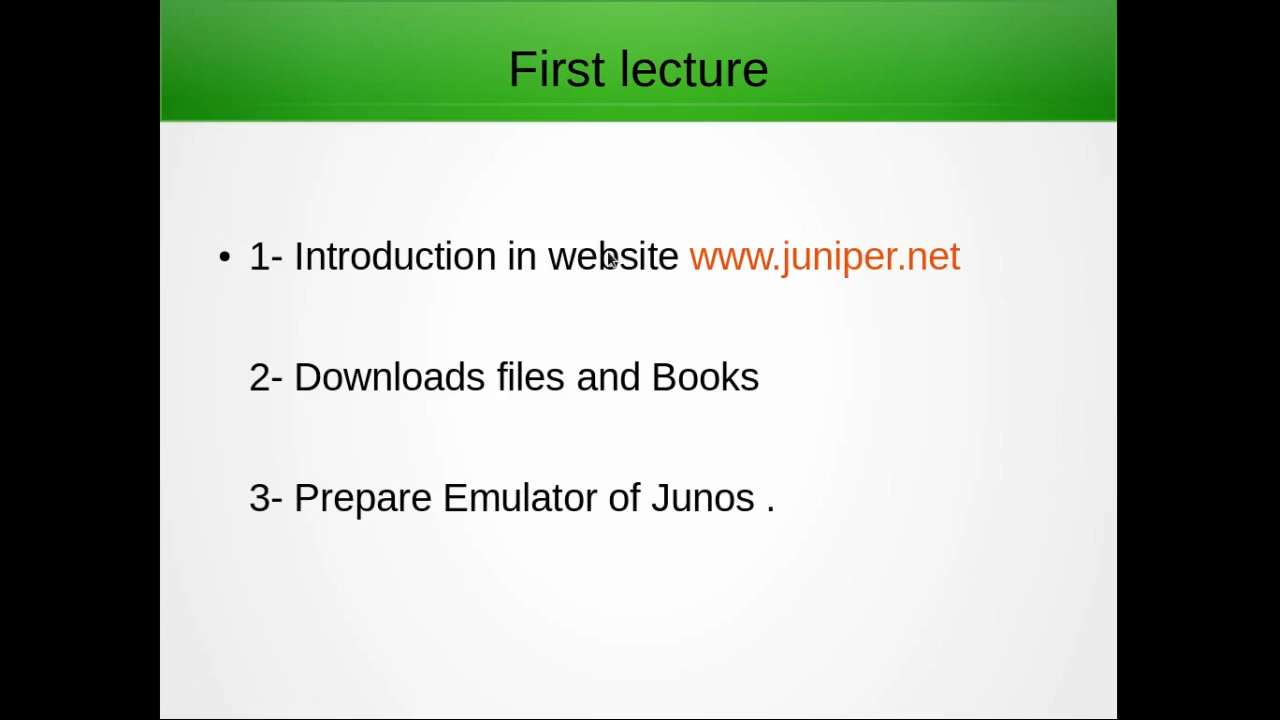 First lecture
• 1- Introduction in website www.juniper.net
2- Downloads files and Books
3- Prepare Emulator of Junos .